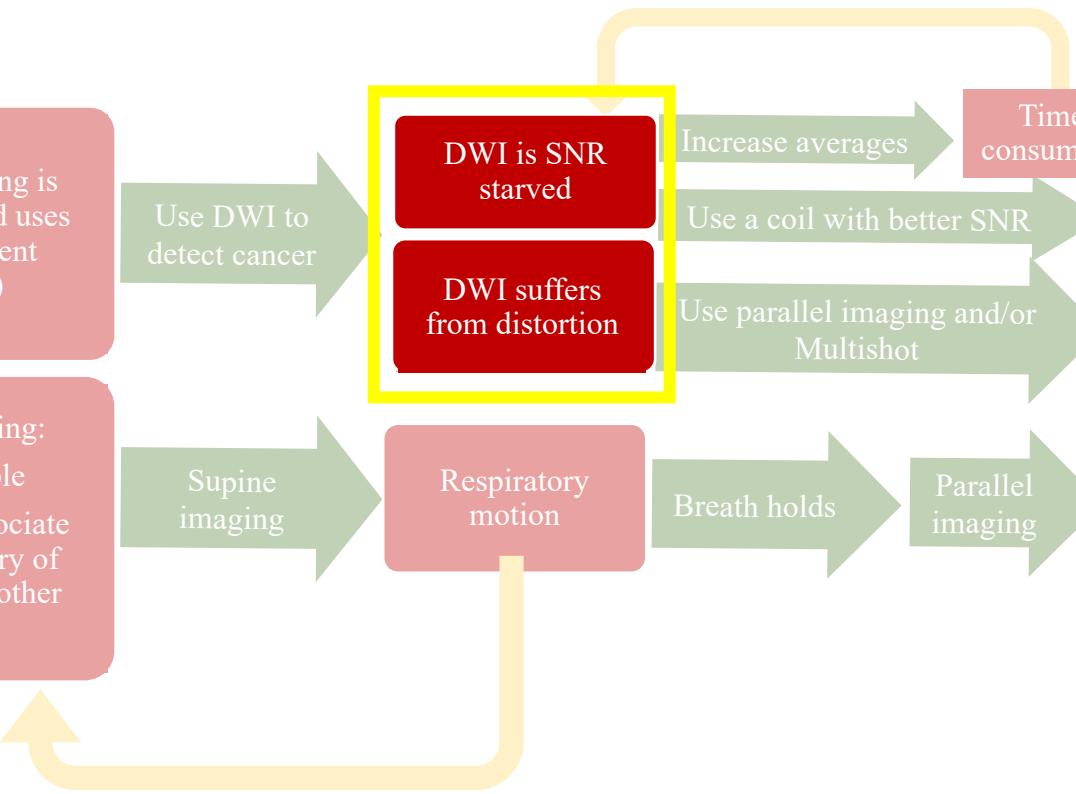 ng is
d uses
ent
)
Use DWI to
detect cancer
DWI is SNR
starved
DWI suffers
from distortion
Increase averages
Time
consum
Use a coil with better SNR
Use parallel imaging and/or
Multishot
ing:
le
ociate
ry of
other
Supine
imaging
Respiratory
motion
Breath holds
Parallel
imaging